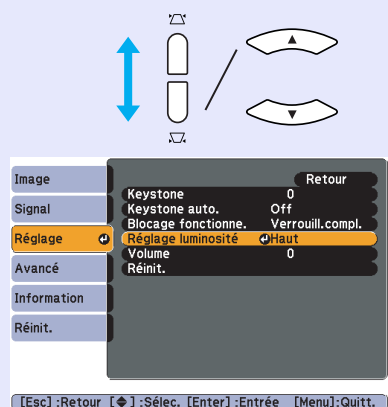 Image
Signal
Réglage
Avancé
Information
Réinit.
Retour
Keystone 0
Keystone auto. Off
Blocage fonctionne. Verrouill.compl.
Réglage luminosité Haut
Volume 0
Réinit.
[Esc] :Retour [◆] :Sélec. [Enter] :Entrée [Menu]:Quitt.